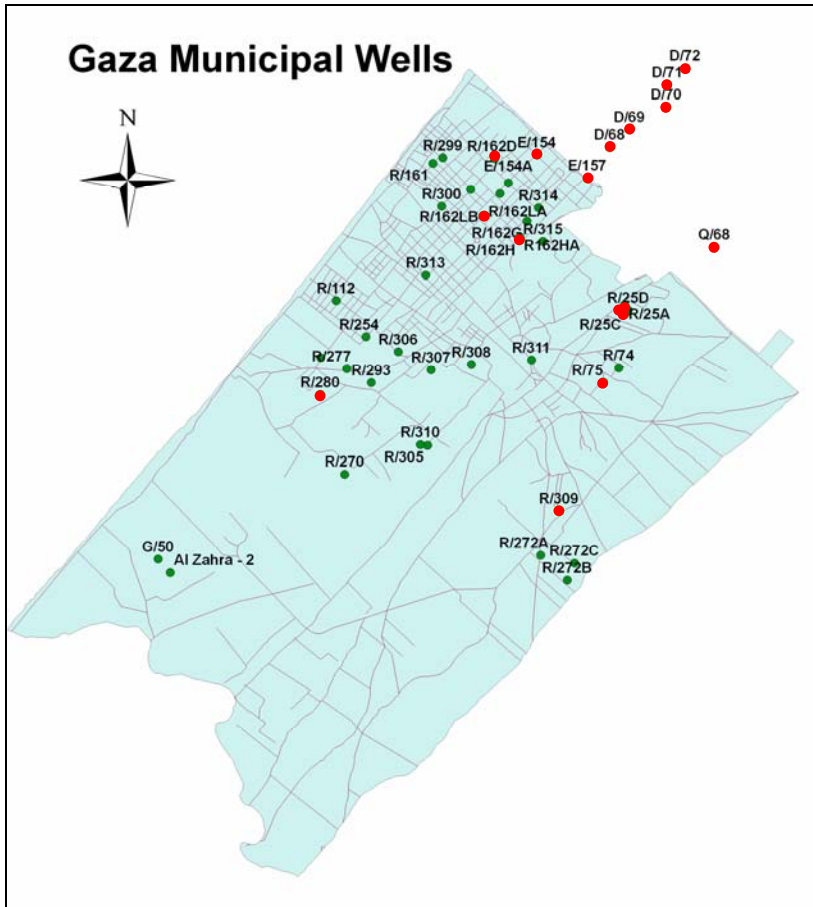 Gaza Municipal Wells
N
D/72
D/71
D/70
D/69
D/68
R/299
R/162D
E/154
R/161
E/154A
E/157
R/300
R/162LB
R/162LA
R/314
R/162G
R/315
R/162H
R162HA
Q/68
R/313
R/112
R/25D
R/25C
R/25A
R/254
R/306
R/277
R/293
R/307
R/308
R/311
R/74
R/75
R/280
R/310
R/305
R/270
R/309
G/50
Al Zahra - 2
R/272A
R/272C
R/272B